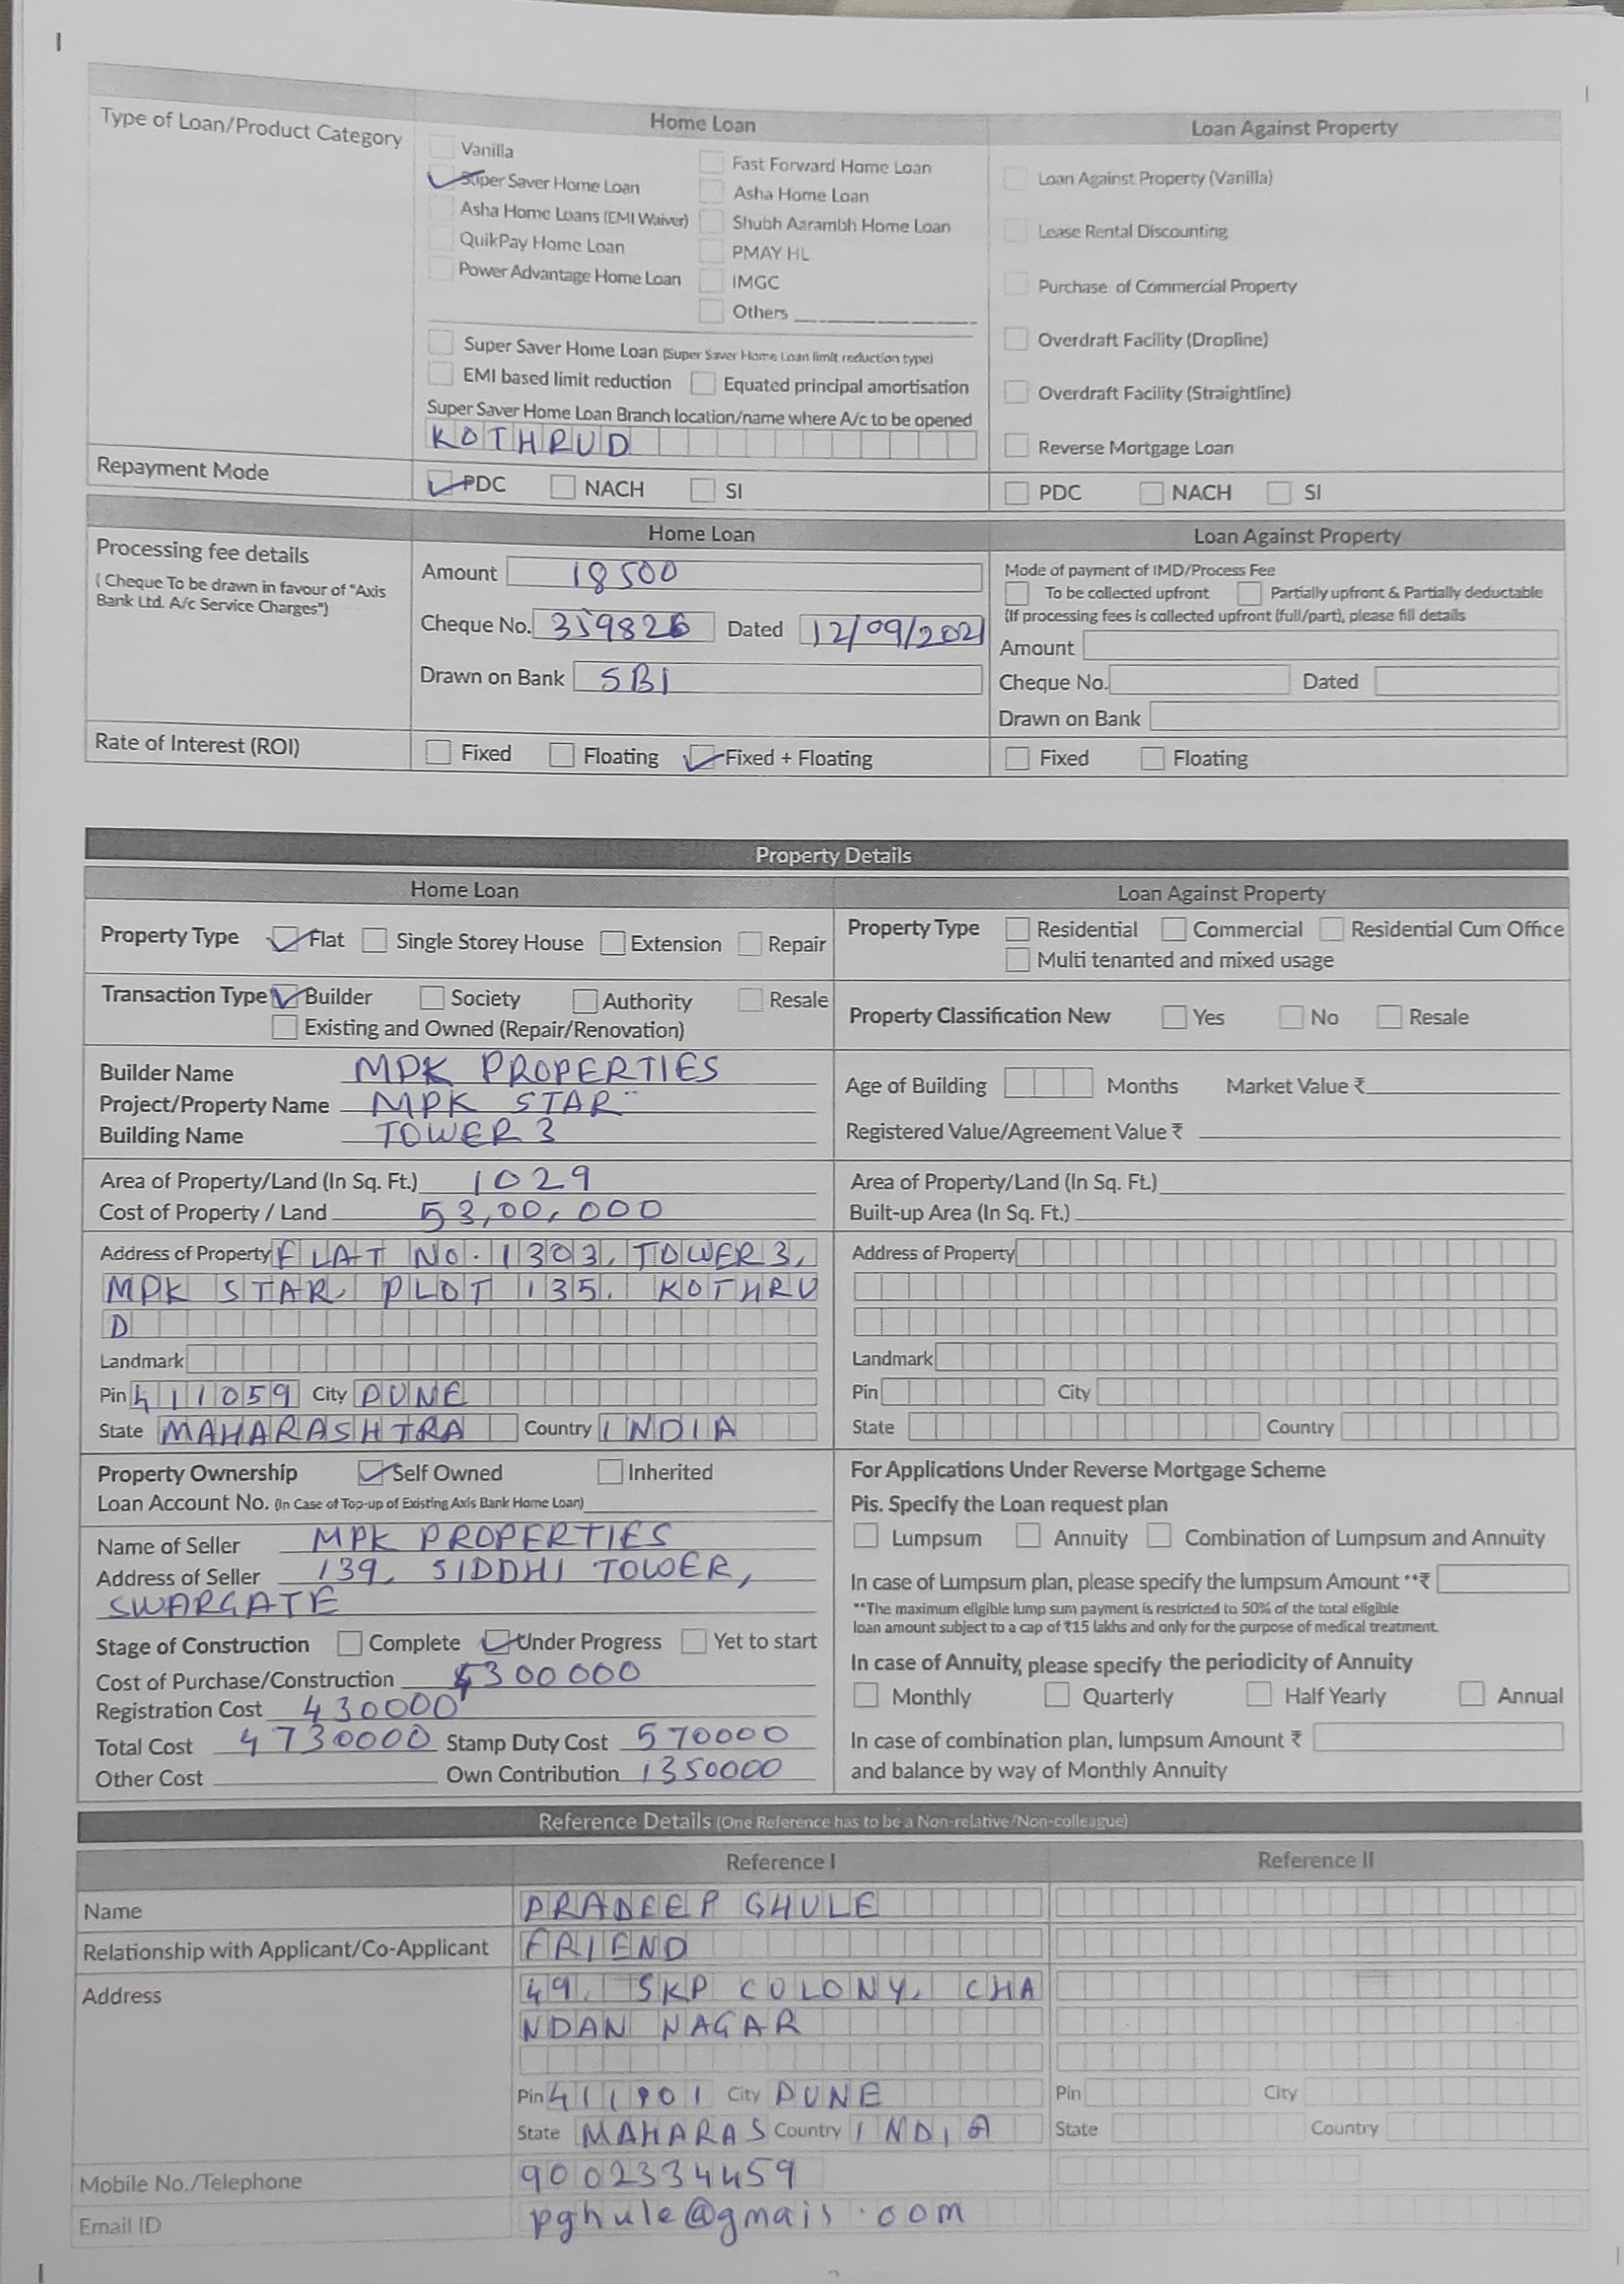 Home Loan
Loan Against Property
Type of Loan/Product Category
Vanilla
Fast Forward Home Loan
Loan Against Property (Vanilla)
Super Saver Home Loan
Asha Home Loan
Asha Home Loans (EMI Waiver)
Shubh Aarambh Home Loan
Lease Rental Discounting
QuikPay Home Loan
PMAY HL
Power Advantage Home Loan
IMGC
Purchase of Commercial Property
Others
Super Saver Home Loan (Super Saver Home Loan limit reduction type)
Overdraft Facility (Dropline)
EMI based limit reduction Equated principal amortisation
Overdraft Facility (Straightline)
Super Saver Home Loan Branch location/name where A/c to be opened
KOTHRUD
Reverse Mortgage Loan
Repayment Mode PDC NACH SI PDC NACH SI
Home Loan Loan Against Property
Processing fee details
( Cheque To be drawn in favour of "Axis
Bank Ltd. A/c Service Charges")
Amount 18500
Cheque No. 359826 Dated 12/09/2021
Drawn on Bank SBI
Mode of payment of IMD/Process Fee
To be collected upfront Partially upfront & Partially deductable
(If processing fees is collected upfront (full/part), please fill details
Amount
Cheque No. Dated
Drawn on Bank
Rate of Interest (ROI) Fixed Floating Fixed + Floating Fixed Floating
Property Details
Home Loan Loan Against Property
Property Type Flat Single Storey House Extension Repair
Property Type Residential Commercial Residential Cum Office
Multi tenanted and mixed usage
Transaction Type Builder Society Authority Resale
Existing and Owned (Repair/Renovation)
Property Classification New Yes No Resale
Builder Name MPK PROPERTIES
Project/Property Name MPK STAR
Building Name TOWER 3
Age of Building Months Market Value ₹
Registered Value/Agreement Value ₹
Area of Property/Land (In Sq. Ft.) 1029
Cost of Property / Land 53,00,000
Area of Property/Land (In Sq. Ft.)
Built-up Area (In Sq. Ft.)
Address of Property FLAT No. 1303, TOWER 3,
MPK STAR, PLOT 135, KOTHRU
D
Landmark
Pin 411059 City PUNE
State MAHARASHTRA Country INDIA
Address of Property
Landmark
Pin City
State Country
Property Ownership Self Owned Inherited
Loan Account No. (In Case of Top-up of Existing Axis Bank Home Loan)
Name of Seller MPK PROPERTIES
Address of Seller 139, SIDDHI TOWER,
SWARGATE
Stage of Construction Complete Under Progress Yet to start
Cost of Purchase/Construction 4300000
Registration Cost 430000
Total Cost 4730000 Stamp Duty Cost 570000
Other Cost Own Contribution 1350000
For Applications Under Reverse Mortgage Scheme
Pls. Specify the Loan request plan
Lumpsum Annuity Combination of Lumpsum and Annuity
In case of Lumpsum plan, please specify the lumpsum Amount **₹
**The maximum eligible lump sum payment is restricted to 50% of the total eligible
loan amount subject to a cap of ₹15 lakhs and only for the purpose of medical treatment.
In case of Annuity, please specify the periodicity of Annuity
Monthly Quarterly Half Yearly Annual
In case of combination plan, lumpsum Amount ₹
and balance by way of Monthly Annuity
Reference Details (One Reference has to be a Non-relative/Non-colleague)
Reference I Reference II
Name PRADEEP GHULE
Relationship with Applicant/Co-Applicant FRIEND
Address 49, SKP COLONY, CHA
NDAN NAGAR
Pin 411901 City PUNE Pin City
State MAHARAS Country INDIA State Country
Mobile No./Telephone 9002334459
Email ID pghule@gmail.com